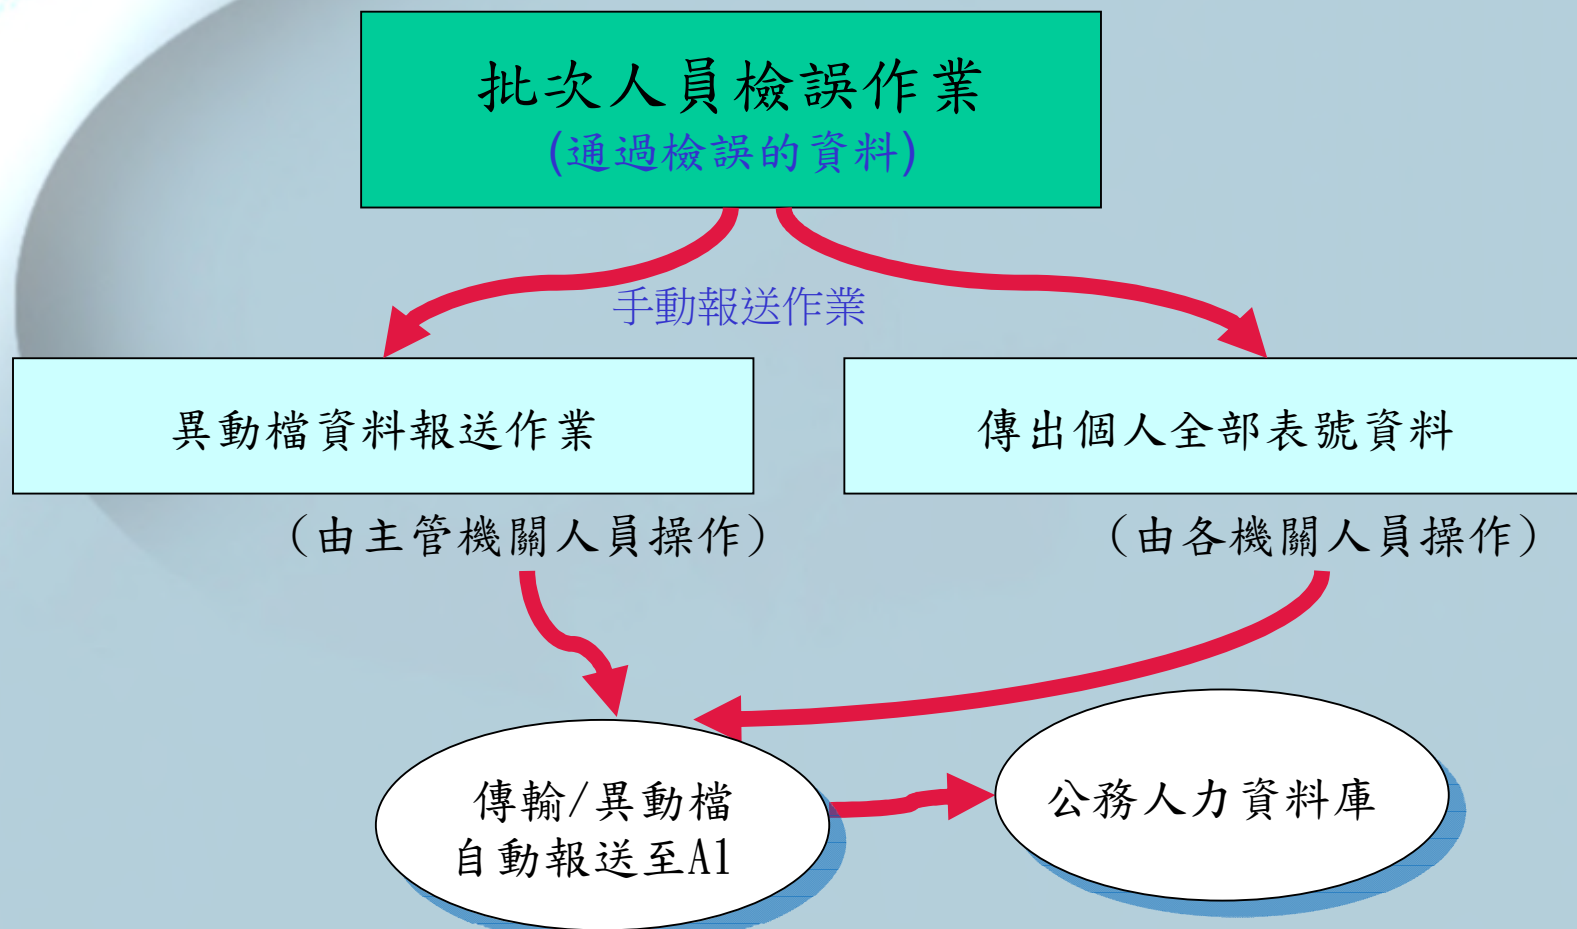 批次人員檢誤作業
(通過檢誤的資料)
手動報送作業
異動檔資料報送作業
傳出個人全部表號資料
(由主管機關人員操作)
(由各機關人員操作)
傳輸/異動檔
自動報送至A1
公務人力資料庫